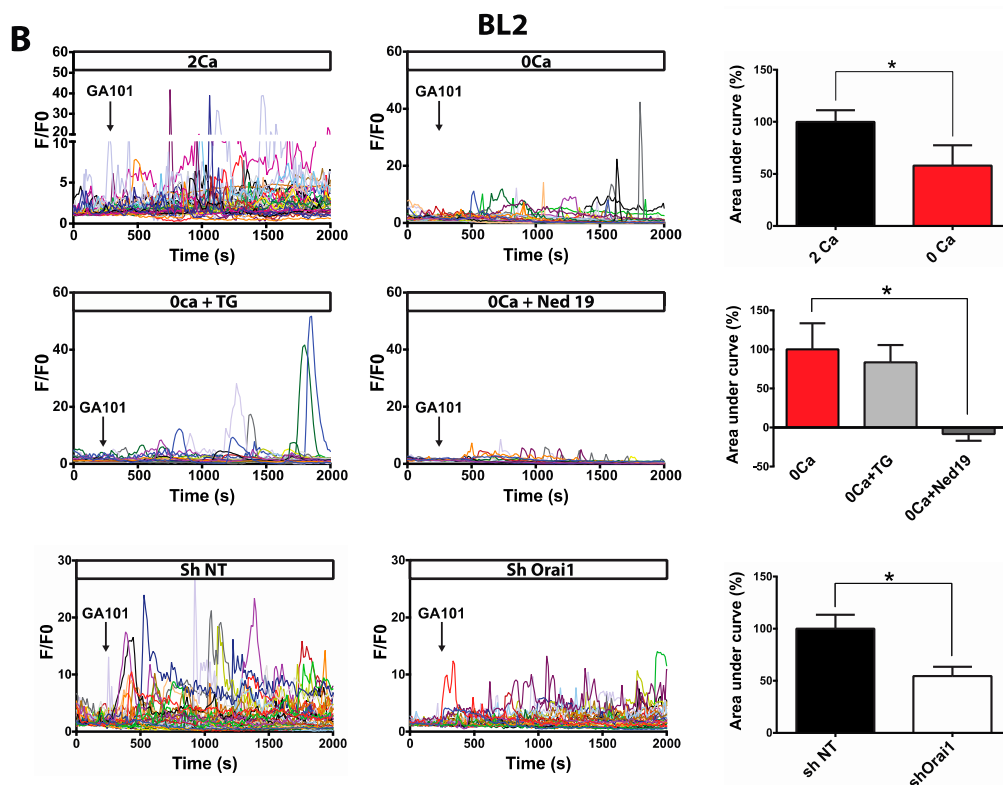 B
BL2
2Ca
F/F0
60
50
40
30
20
10
5
0
GA101
0
500
1000
1500
2000
Time (s)
0Ca
F/F0
60
40
20
0
GA101
0
500
1000
1500
2000
Time (s)
Area under curve (%)
150
100
50
0
*
2 Ca
0 Ca
0ca + TG
F/F0
60
40
20
0
GA101
0
500
1000
1500
2000
Time (s)
0Ca + Ned 19
F/F0
60
40
20
0
GA101
0
500
1000
1500
2000
Time (s)
Area under curve (%)
150
100
50
0
-50
*
0Ca
0Ca+TG
0Ca+Ned19
Sh NT
F/F0
30
20
10
0
GA101
0
500
1000
1500
2000
Time (s)
Sh Orai1
F/F0
30
20
10
0
GA101
0
500
1000
1500
2000
Time (s)
Area under curve (%)
150
100
50
0
*
sh NT
shOrai1